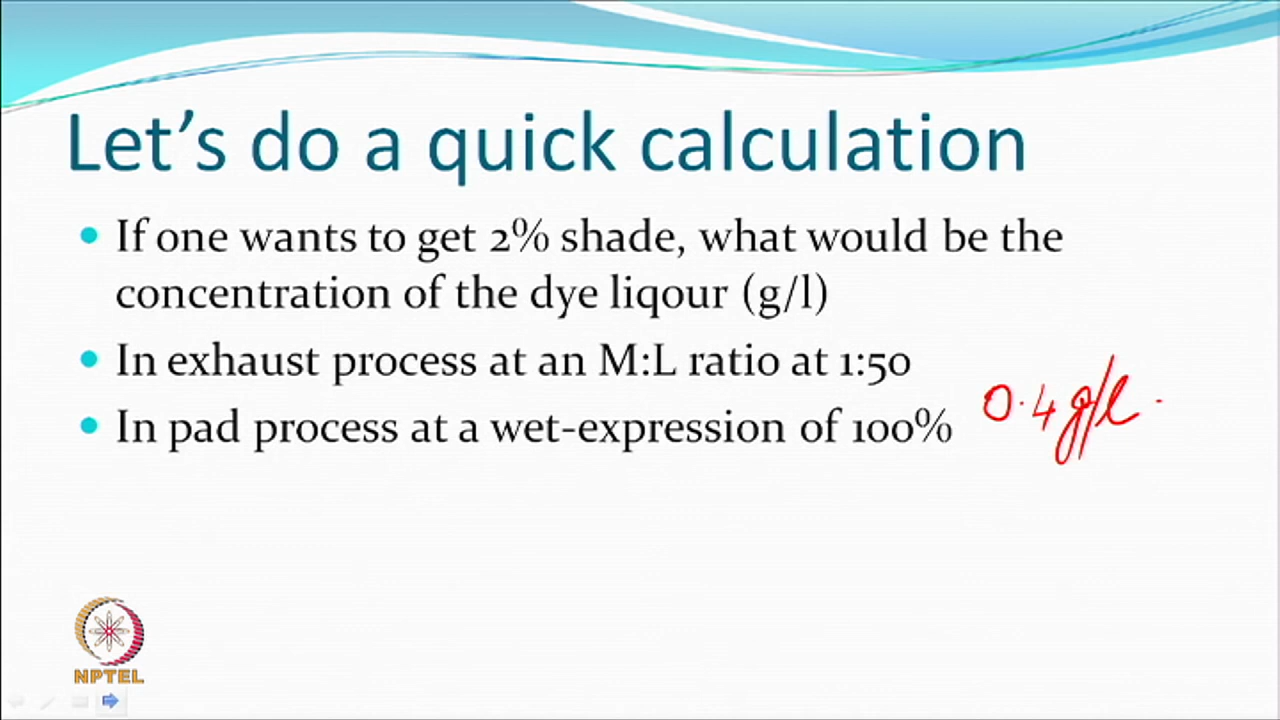 Let's do a quick calculation
• If one wants to get 2% shade, what would be the
concentration of the dye liqour (g/l)
• In exhaust process at an M:L ratio at 1:50
• In pad process at a wet-expression of 100%
0.4 g/l.
NPTEL